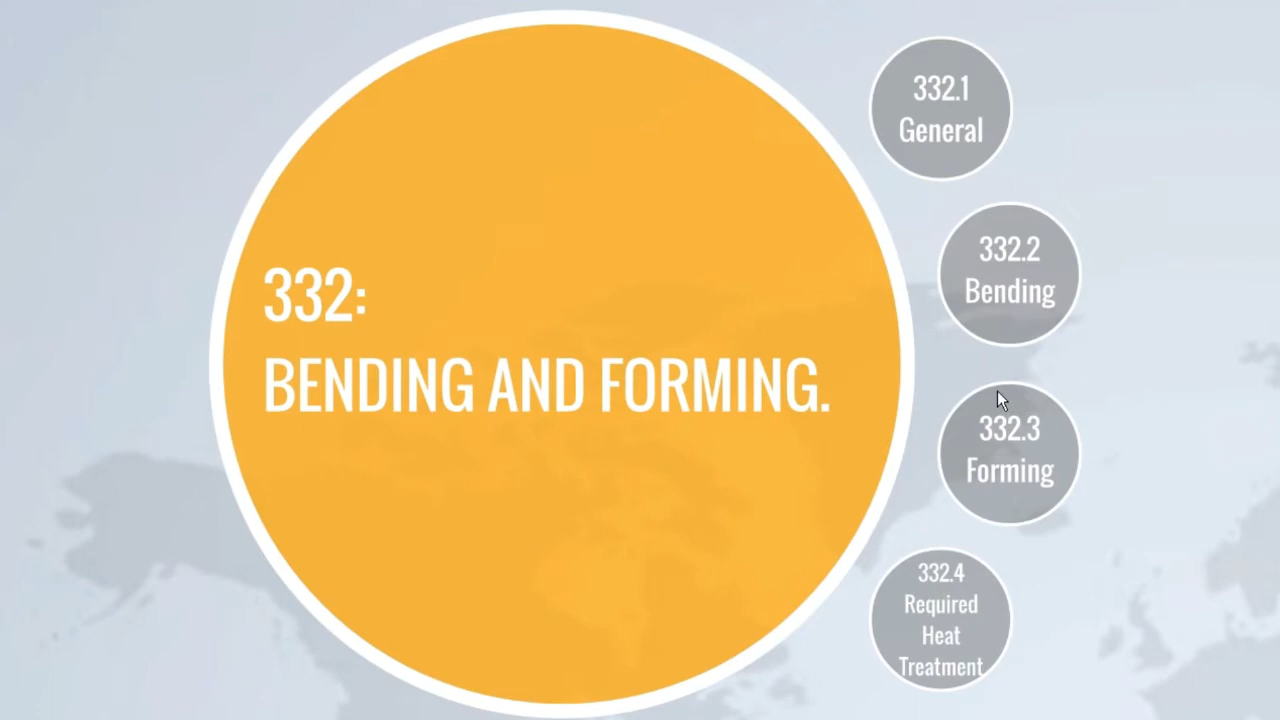 332:
BENDING AND FORMING.
332.1
General
332.2
Bending
332.3
Forming
332.4
Required
Heat
Treatment